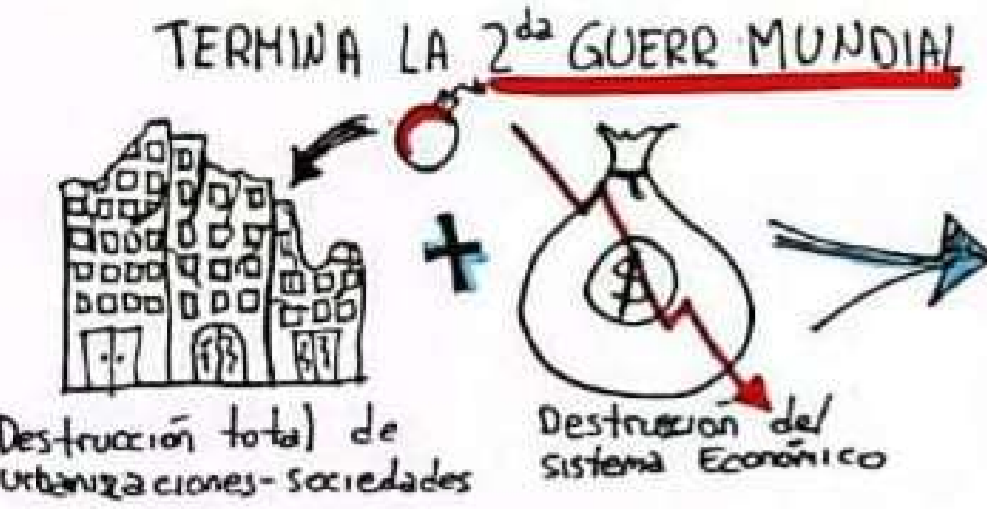 TERMINA LA 2da GUERR MUNDIAL
$
Destrucción total de
urbanizaciones - sociedades
Destrucción del
sistema Económico